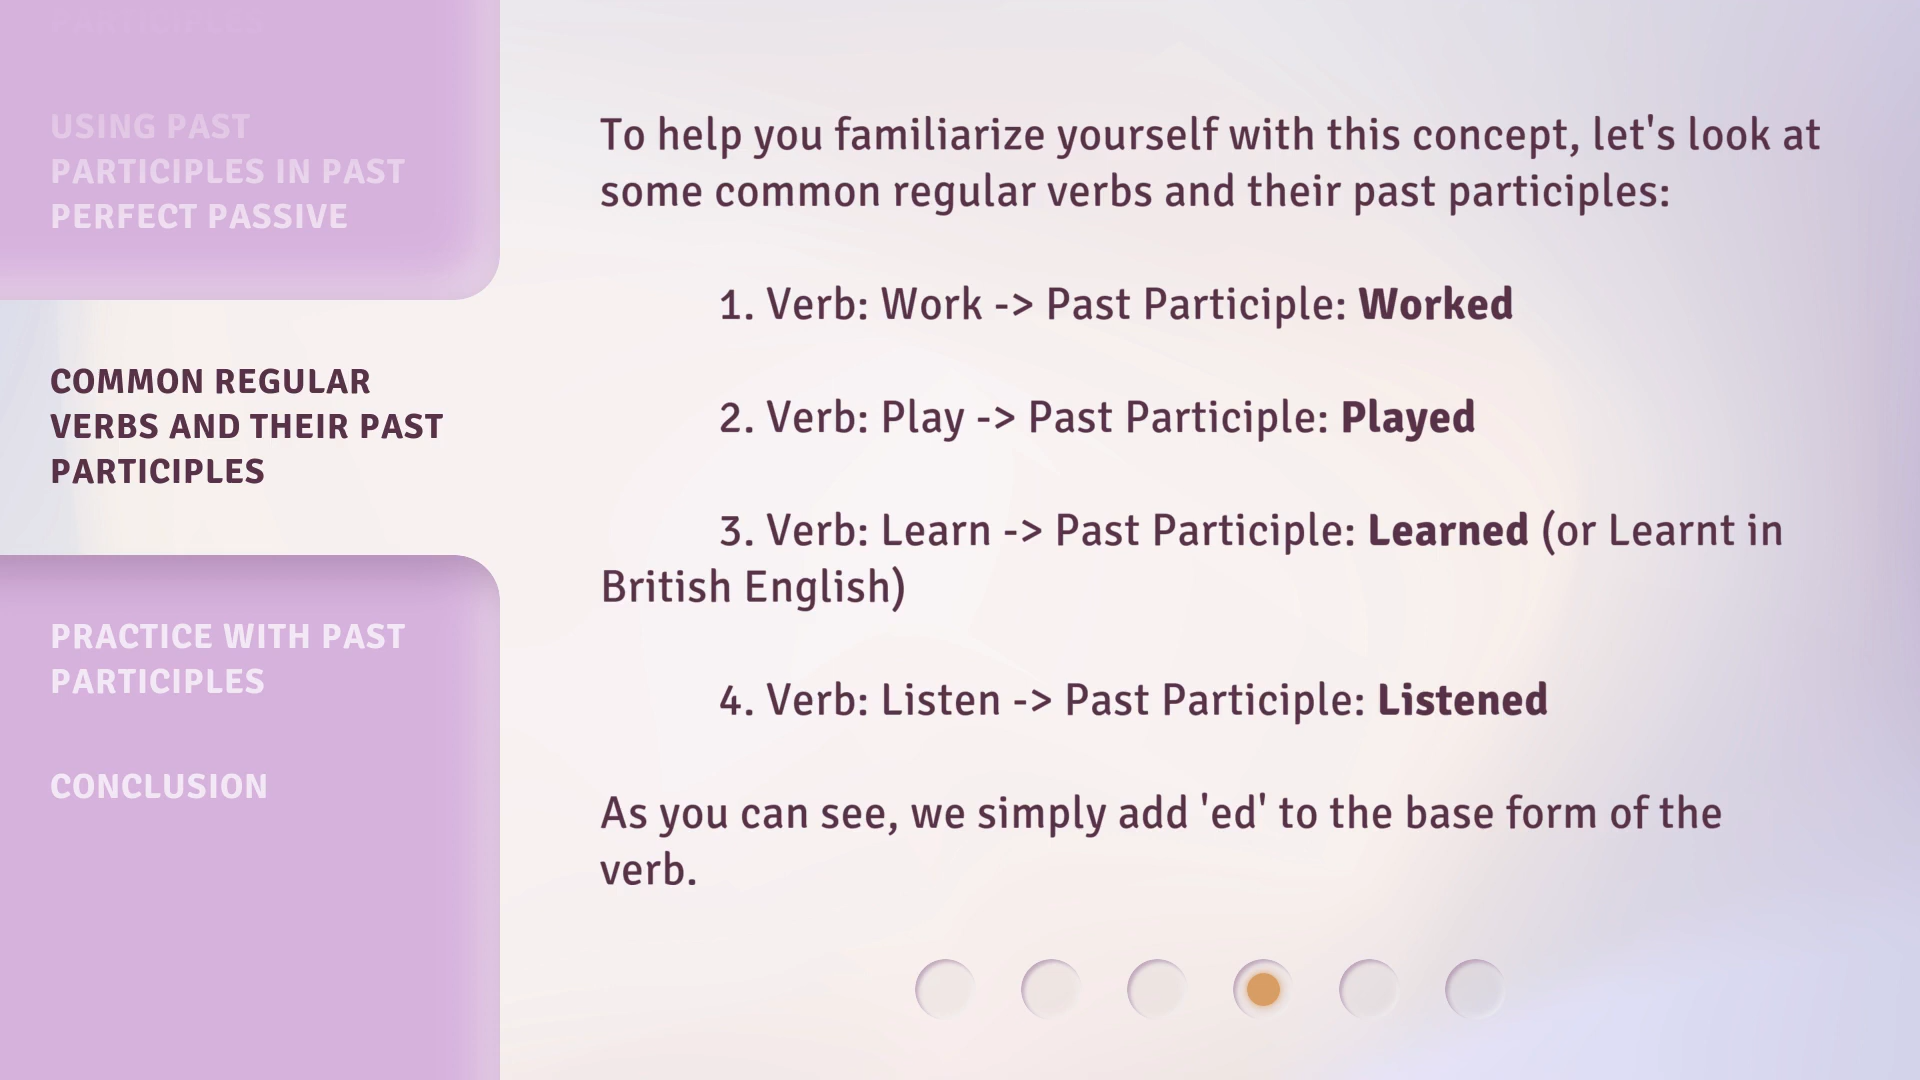 PARTICIPLES
USING PAST
PARTICIPLES IN PAST
PERFECT PASSIVE
COMMON REGULAR
VERBS AND THEIR PAST
PARTICIPLES
PRACTICE WITH PAST
PARTICIPLES
CONCLUSION
To help you familiarize yourself with this concept, let's look at
some common regular verbs and their past participles:
1. Verb: Work -> Past Participle: Worked
2. Verb: Play -> Past Participle: Played
3. Verb: Learn -> Past Participle: Learned (or Learnt in
British English)
4. Verb: Listen -> Past Participle: Listened
As you can see, we simply add 'ed' to the base form of the
verb.